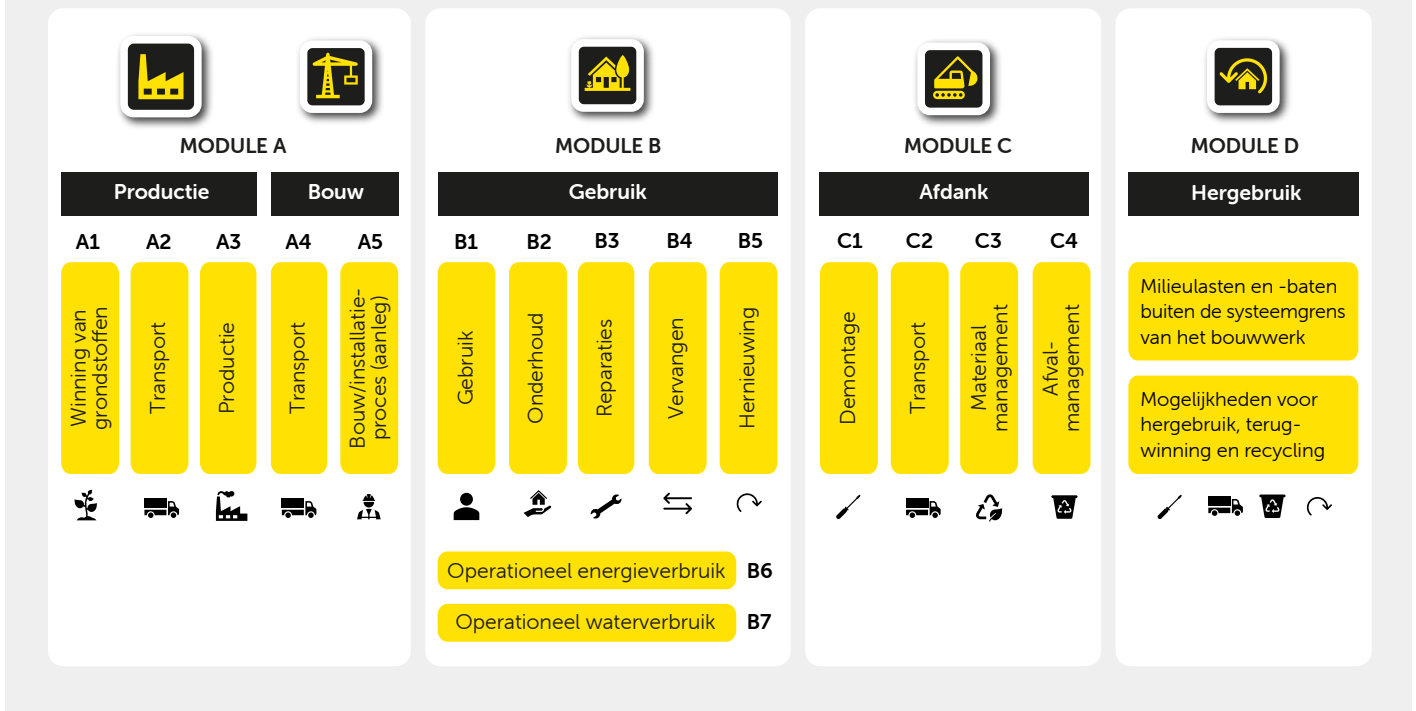 MODULE A
Productie
Bouw
A1
A2
A3
A4
A5
Winning van
grondstoffen
Transport
Productie
Transport
Bouw/installatie-
proces (aanleg)
MODULE B
Gebruik
B1
B2
B3
B4
B5
Gebruik
Onderhoud
Reparaties
Vervangen
Hernieuwing
Operationeel energieverbruik B6
Operationeel waterverbruik B7
MODULE C
Afdank
C1
C2
C3
C4
Demontage
Transport
Materiaal
management
Afval-
management
MODULE D
Hergebruik
Milieulasten en -baten
buiten de systeemgrens
van het bouwwerk
Mogelijkheden voor
hergebruik, terug-
winning en recycling